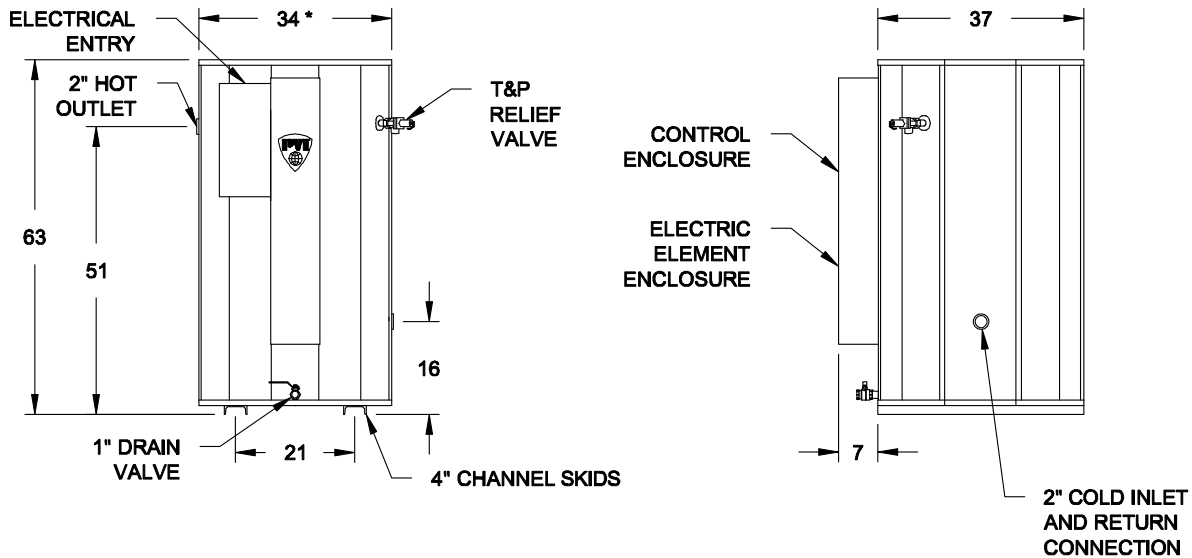 ELECTRICAL
ENTRY
34 *
2" HOT
OUTLET
T&P
RELIEF
VALVE
63
51
16
PVI
1" DRAIN
VALVE
21
4" CHANNEL SKIDS
37
CONTROL
ENCLOSURE
ELECTRIC
ELEMENT
ENCLOSURE
7
2" COLD INLET
AND RETURN
CONNECTION